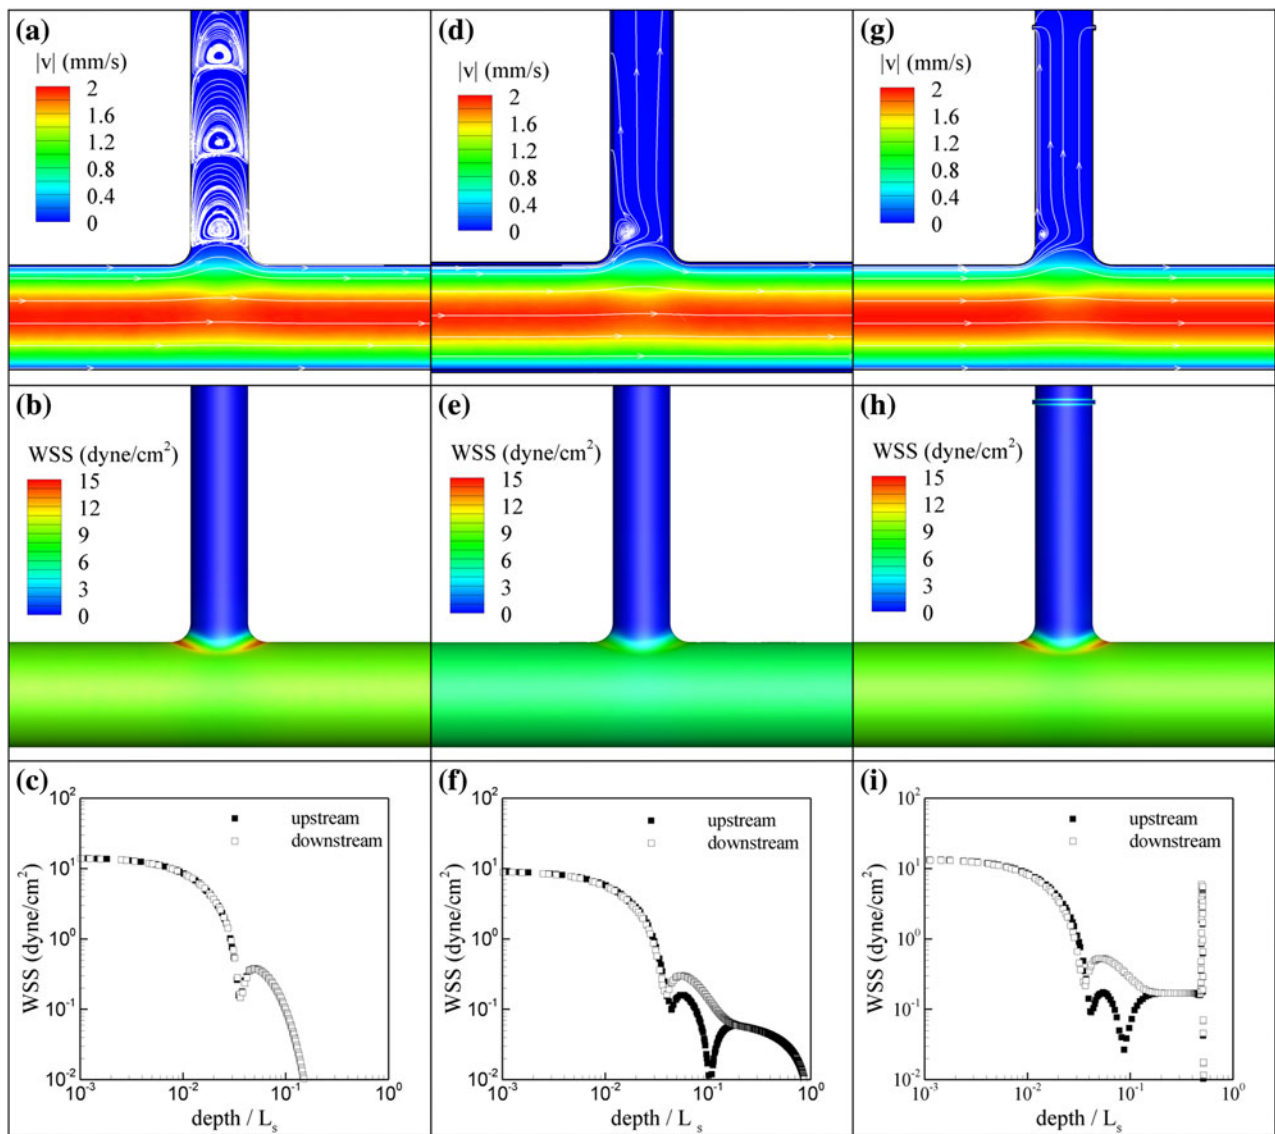 (a)
|v| (mm/s)
2
1.6
1.2
0.8
0.4
0
(d)
|v| (mm/s)
2
1.6
1.2
0.8
0.4
0
(g)
|v| (mm/s)
2
1.6
1.2
0.8
0.4
0
(b)
WSS (dyne/cm²)
15
12
9
6
3
0
(e)
WSS (dyne/cm²)
15
12
9
6
3
0
(h)
WSS (dyne/cm²)
15
12
9
6
3
0
(c)
upstream
downstream
WSS (dyne/cm²)
10²
10¹
10⁰
10⁻¹
10⁻²
10⁻³ 10⁻² 10⁻¹ 10⁰
depth / Lₛ
(f)
upstream
downstream
WSS (dyne/cm²)
10²
10¹
10⁰
10⁻¹
10⁻²
10⁻³ 10⁻² 10⁻¹ 10⁰
depth / Lₛ
(i)
upstream
downstream
WSS (dyne/cm²)
10²
10¹
10⁰
10⁻¹
10⁻²
10⁻³ 10⁻² 10⁻¹ 10⁰
depth / Lₛ